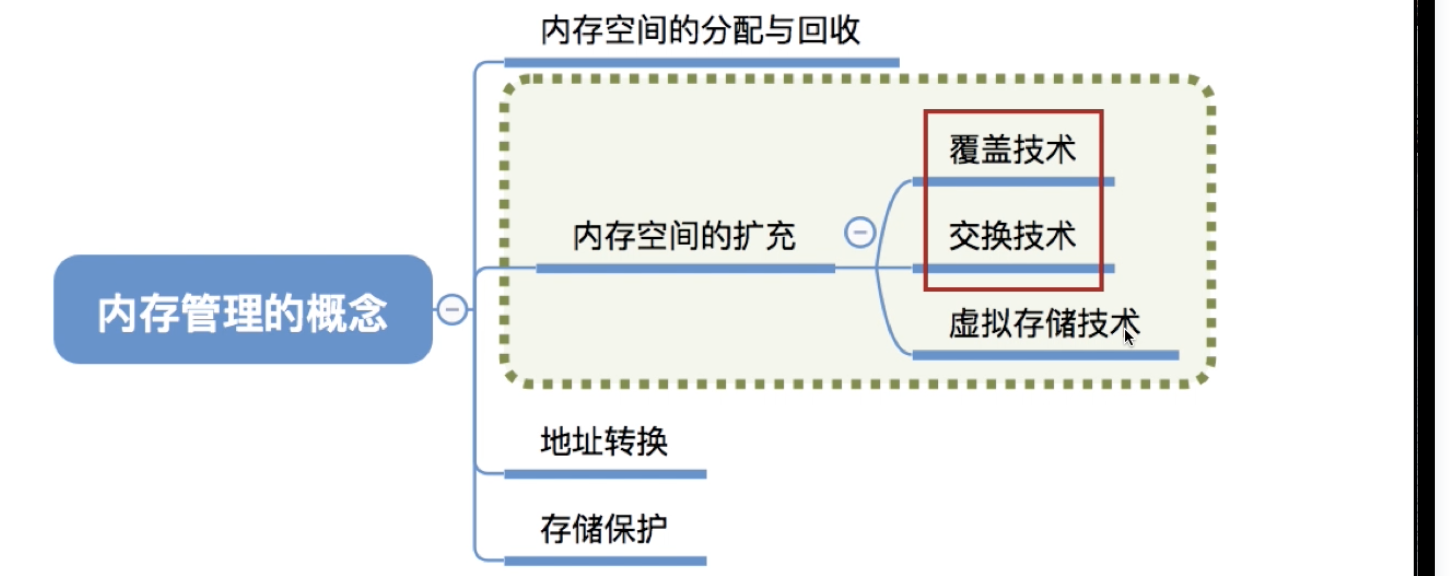 内存空间的分配与回收
覆盖技术
内存空间的扩充
交换技术
内存管理的概念
虚拟存储技术
地址转换
存储保护